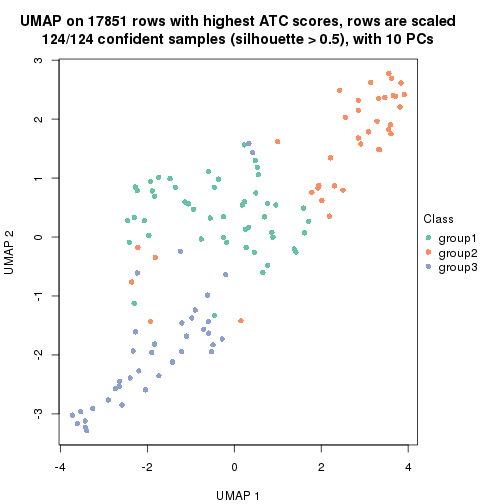 UMAP on 17851 rows with highest ATC scores, rows are scaled
124/124 confident samples (silhouette > 0.5), with 10 PCs
3
2
1
0
-1
-2
-3
UMAP 2
-4
-2
0
2
4
UMAP 1
Class
group1
group2
group3